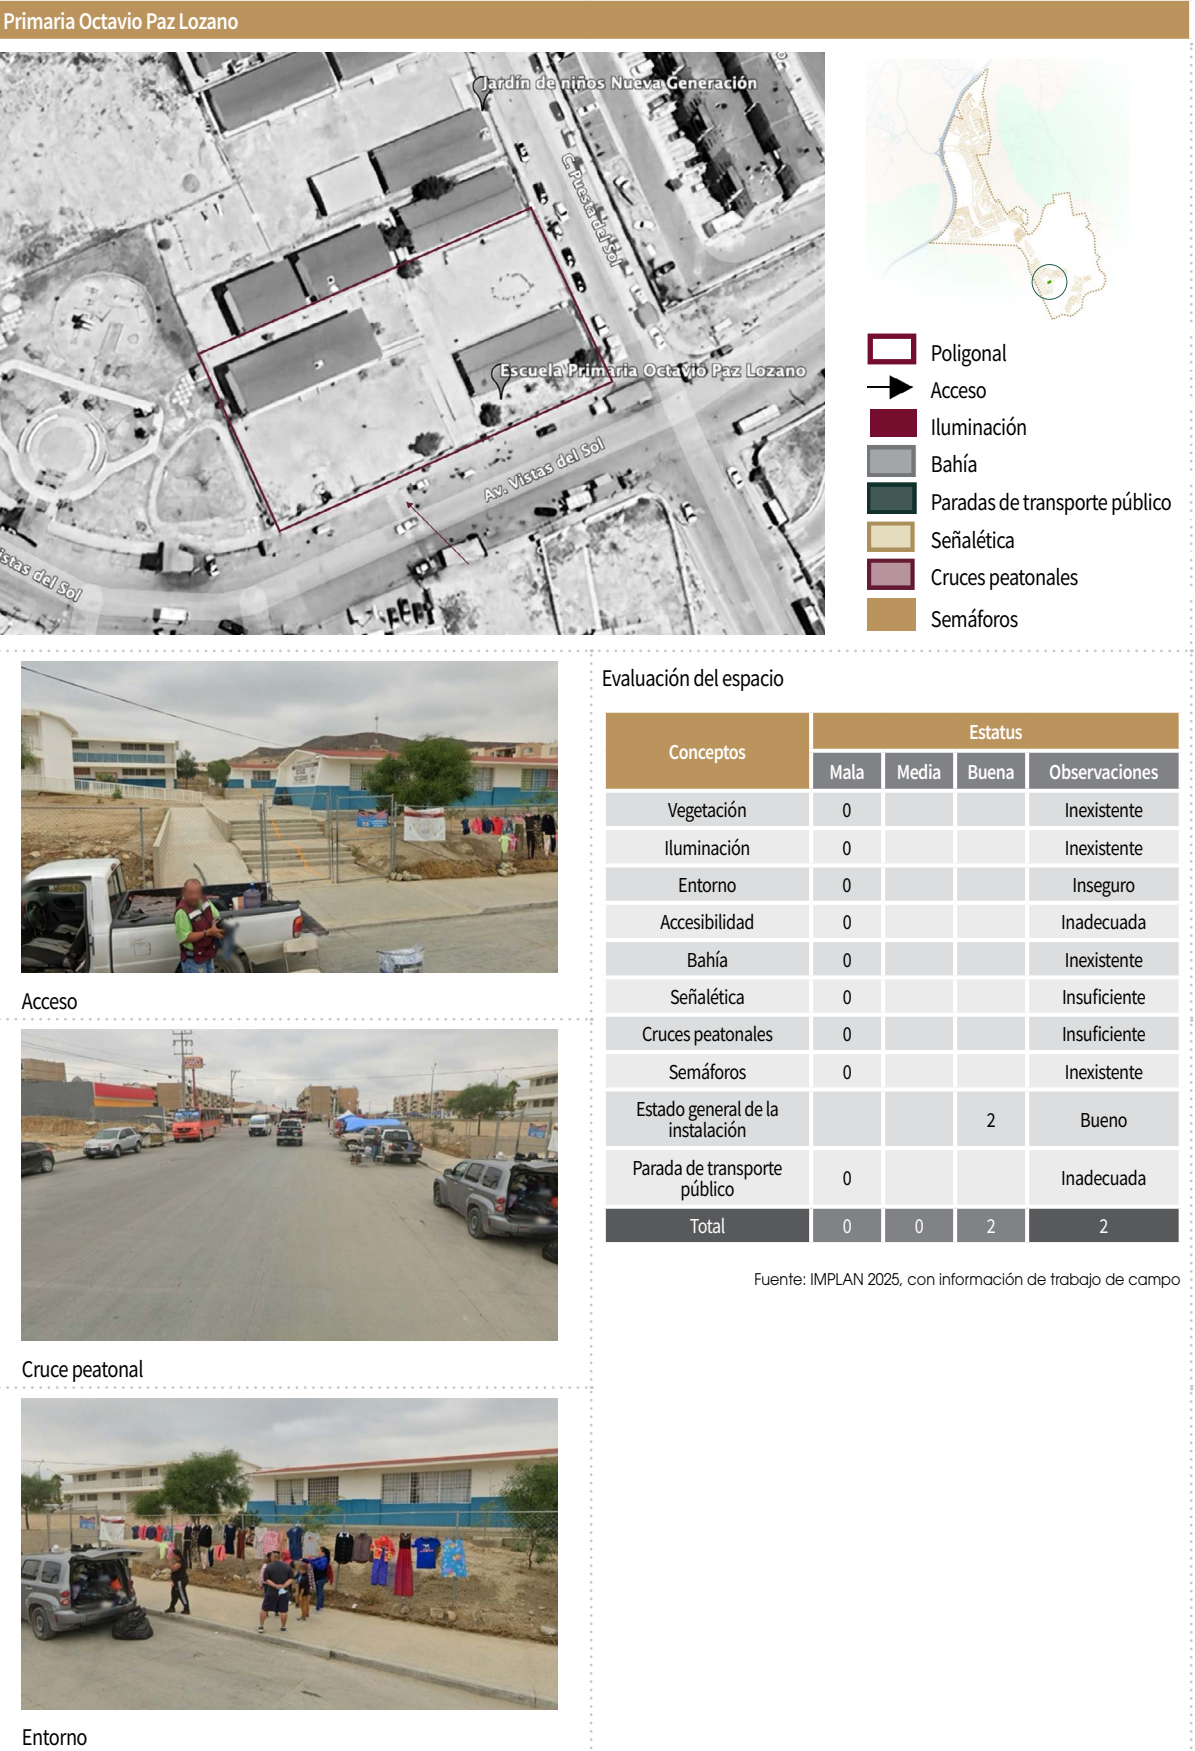 Primaria Octavio Paz Lozano
Jardín de niños Nueva Generación
C. Puesta del Sol
Escuela Primaria Octavio Paz Lozano
Av. Vistas del Sol
istas del Sol
Poligonal
Acceso
Iluminación
Bahía
Paradas de transporte público
Señalética
Cruces peatonales
Semáforos
Acceso
Cruce peatonal
Entorno
Evaluación del espacio
Conceptos Estatus
Mala Media Buena Observaciones
Vegetación 0 Inexistente
Iluminación 0 Inexistente
Entorno 0 Inseguro
Accesibilidad 0 Inadecuada
Bahía 0 Inexistente
Señalética 0 Insuficiente
Cruces peatonales 0 Insuficiente
Semáforos 0 Inexistente
Estado general de la
instalación 2 Bueno
Parada de transporte
público 0 Inadecuada
Total 0 0 2 2
Fuente: IMPLAN 2025, con información de trabajo de campo